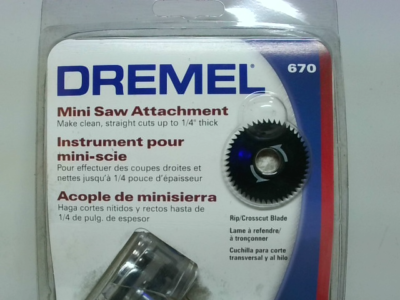 DREMEL
670
Mini Saw Attachment
Make clean, straight cuts up to 1/4" thick
Instrument pour
mini-scie
Pour effectuer des coupes droites et
nettes jusqu'à 1/4 pouce d'épaisseur
Acople de minisierra
Haga cortes nítidos y rectos hasta de
1/4 de pulg. de espesor
Rip/Crosscut Blade
Lame à refendre/
à tronçonner
Cuchilla para corte
transversal y al hilo